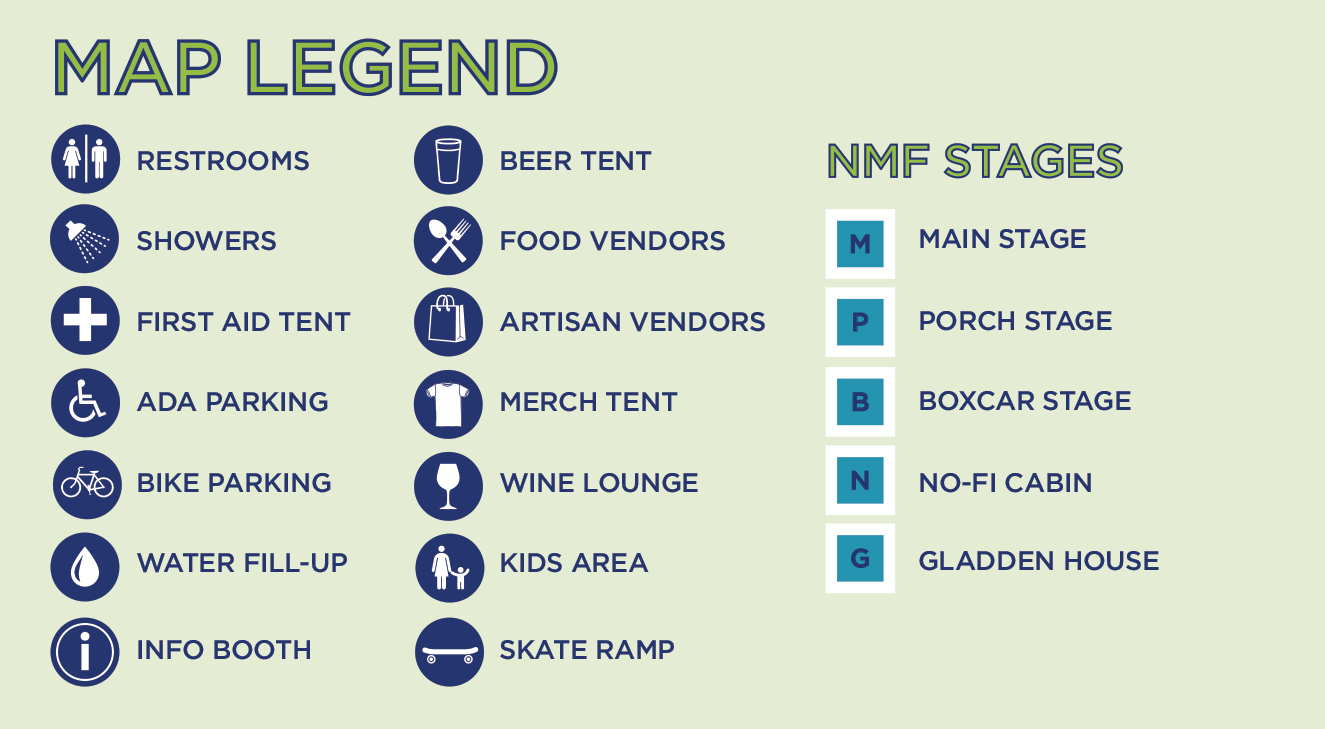 MAP LEGEND
RESTROOMS
SHOWERS
FIRST AID TENT
ADA PARKING
BIKE PARKING
WATER FILL-UP
i INFO BOOTH
BEER TENT
FOOD VENDORS
ARTISAN VENDORS
MERCH TENT
WINE LOUNGE
KIDS AREA
SKATE RAMP
NMF STAGES
M MAIN STAGE
P PORCH STAGE
B BOXCAR STAGE
N NO-FI CABIN
G GLADDEN HOUSE